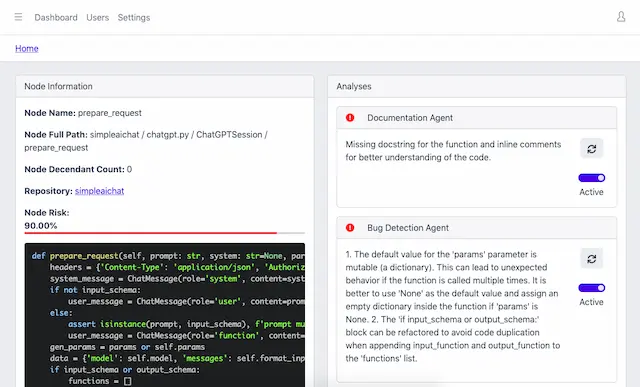 ☰ Dashboard Users Settings
Home
Node Information
Node Name: prepare_request
Node Full Path: simpleaichat / chatgpt.py / ChatGPTSession /
prepare_request
Node Decendant Count: 0
Repository: simpleaichat
Node Risk:
90.00%
def prepare_request(self, prompt: str, system: str=None, par
headers = {'Content-Type': 'application/json', 'Authoriz
system_message = ChatMessage(role='system', content=syst
if not input_schema:
user_message = ChatMessage(role='user', content=prom
else:
assert isinstance(prompt, input_schema), f'prompt mu
user_message = ChatMessage(role='function', content=
gen_params = params or self.params
data = {'model': self.model, 'messages': self.format_inp
if input_schema or output_schema:
functions = []
Analyses
Documentation Agent
Missing docstring for the function and inline comments
for better understanding of the code.
Active
Bug Detection Agent
1. The default value for the 'params' parameter is
mutable (a dictionary). This can lead to unexpected
behavior if the function is called multiple times. It is
better to use 'None' as the default value and assign an
empty dictionary inside the function if 'params' is
None. 2. The 'if input_schema or output_schema:'
block can be refactored to avoid code duplication
when appending input_function and output_function to
the 'functions' list.
Active